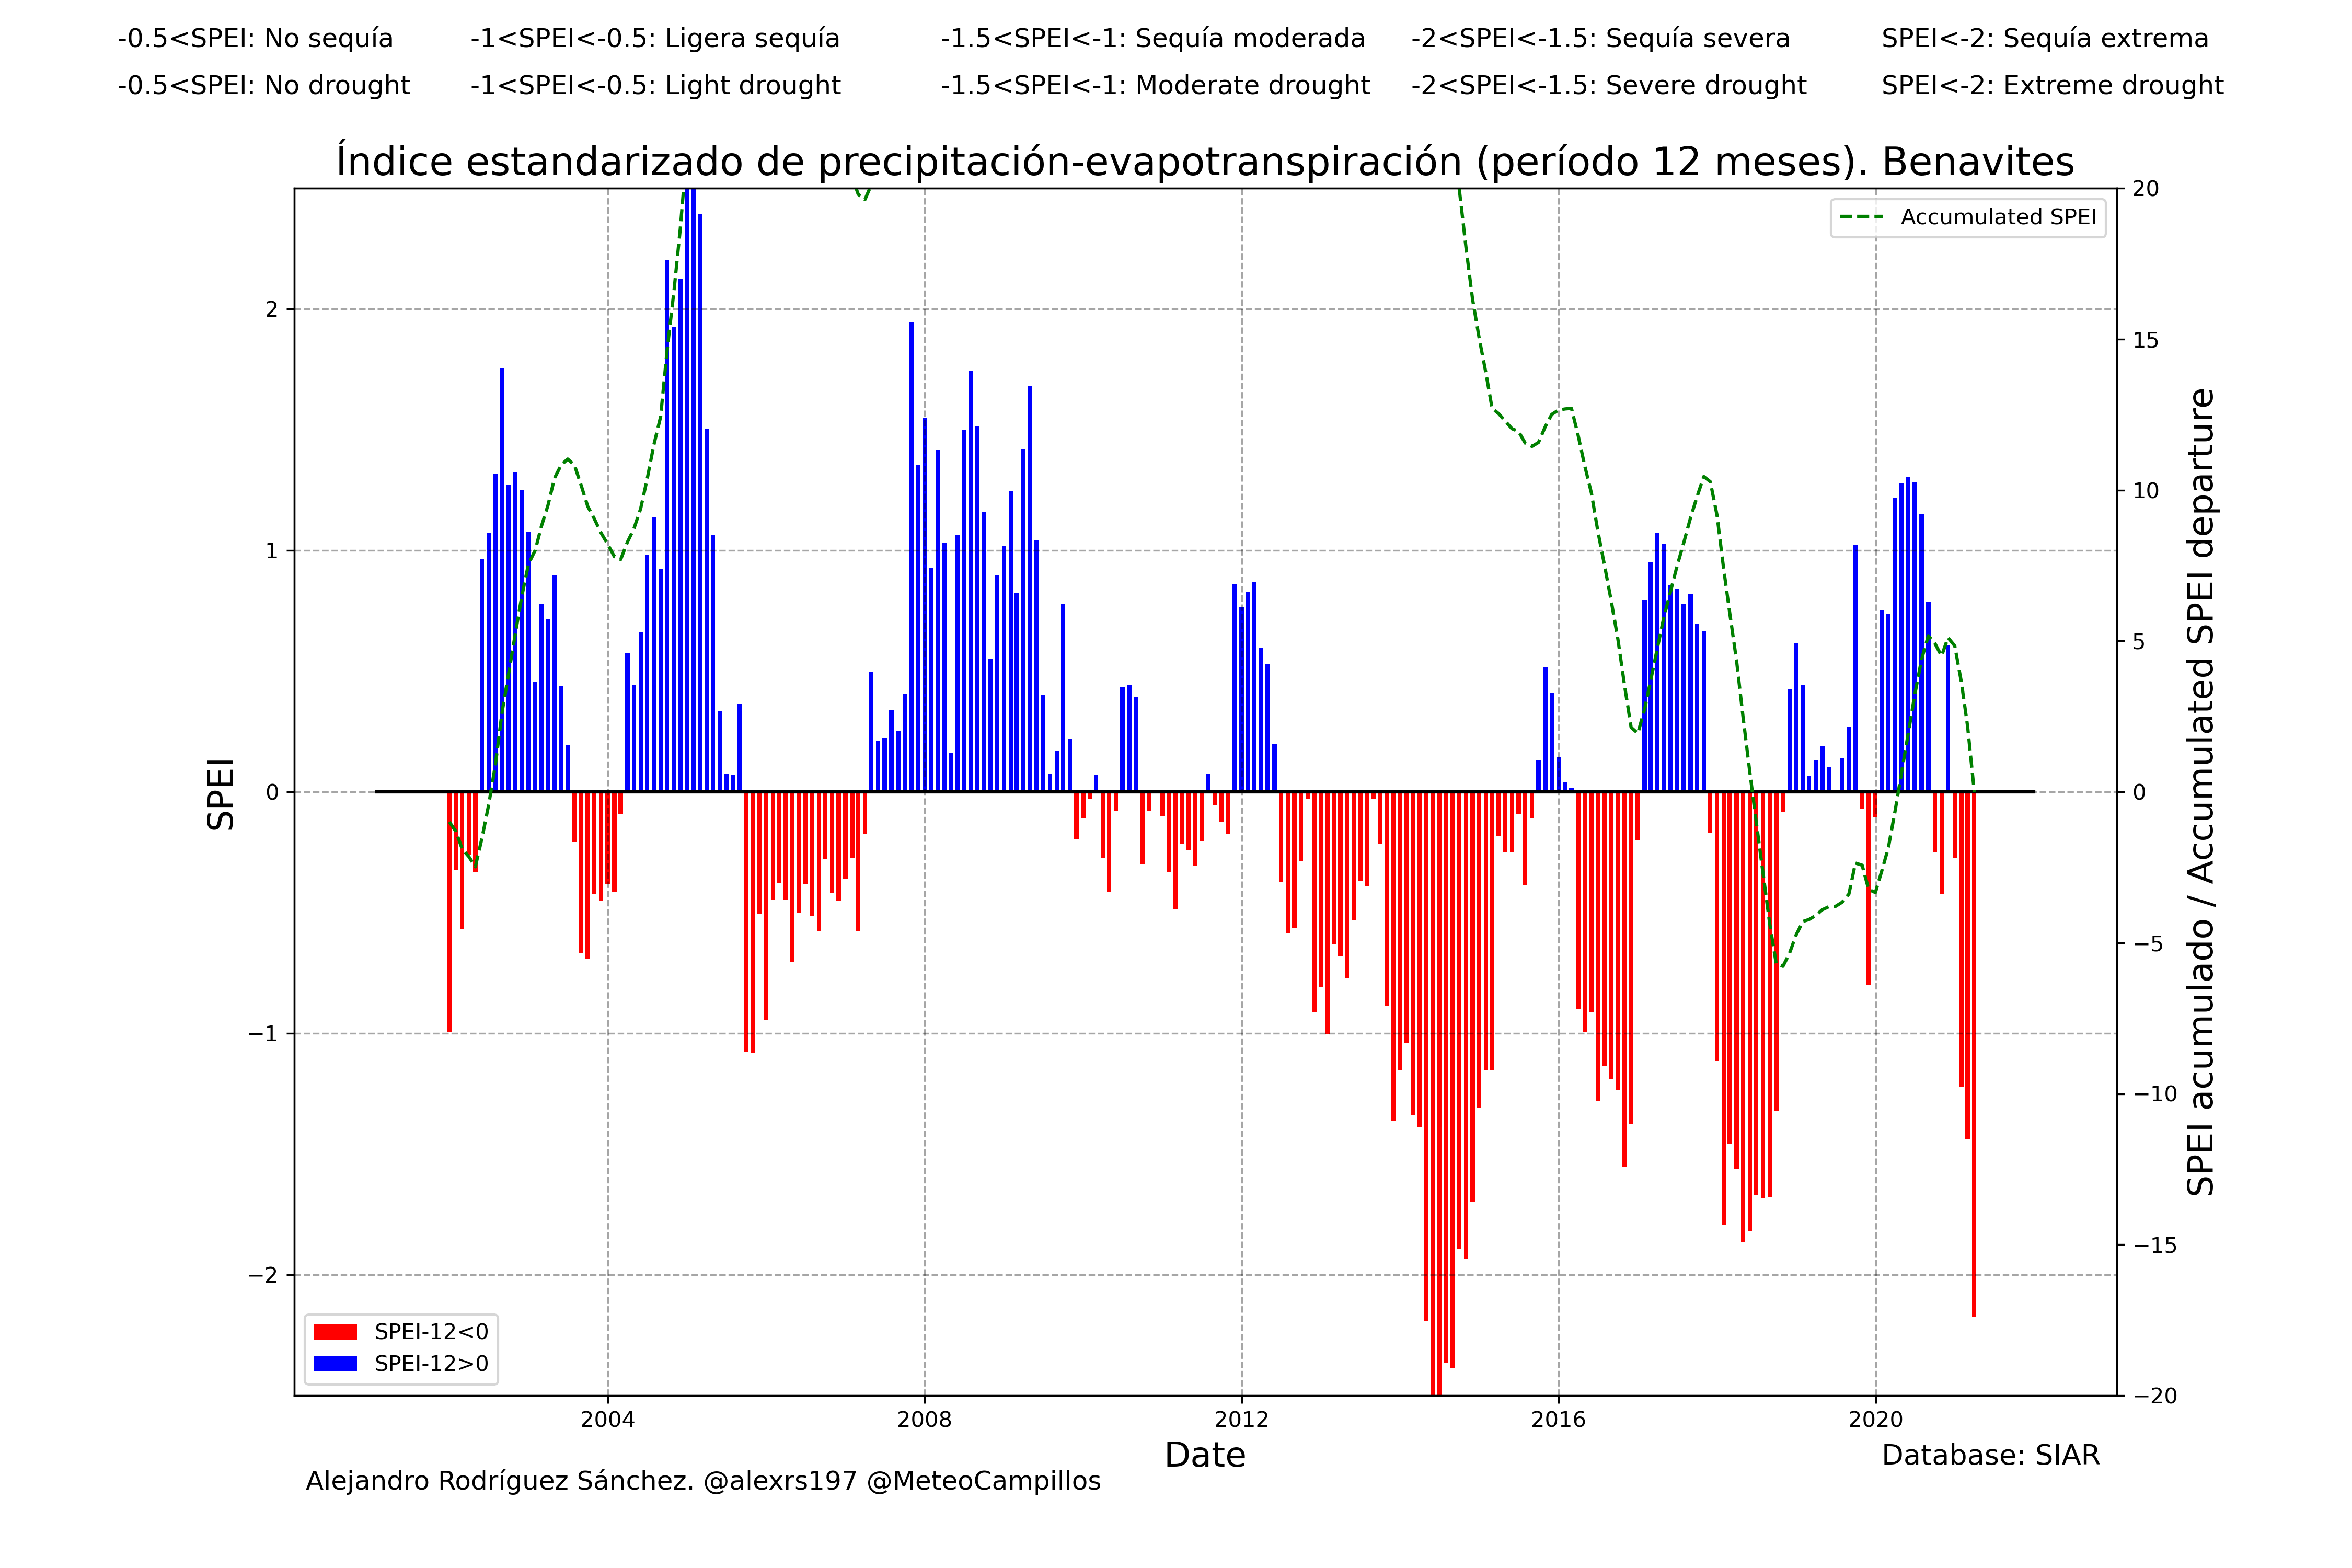 -0.5<SPEI: No sequía -1<SPEI<-0.5: Ligera sequía -1.5<SPEI<-1: Sequía moderada -2<SPEI<-1.5: Sequía severa SPEI<-2: Sequía extrema
-0.5<SPEI: No drought -1<SPEI<-0.5: Light drought -1.5<SPEI<-1: Moderate drought -2<SPEI<-1.5: Severe drought SPEI<-2: Extreme drought
Índice estandarizado de precipitación-evapotranspiración (período 12 meses). Benavites
Accumulated SPEI
2
1
0
−1
−2
SPEI
20
15
10
5
0
−5
−10
−15
−20
SPEI acumulado / Accumulated SPEI departure
SPEI-12<0
SPEI-12>0
2004 2008 2012 2016 2020
Date
Database: SIAR
Alejandro Rodríguez Sánchez. @alexrs197 @MeteoCampillos